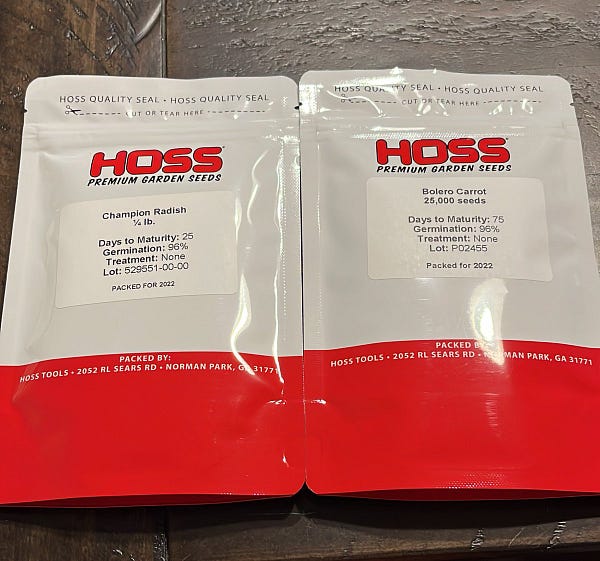 HOSS QUALITY SEAL • HOSS QUALITY SEAL
CUT OR TEAR HERE
HOSS
PREMIUM GARDEN SEEDS
Champion Radish
¼ lb.
Days to Maturity: 25
Germination: 96%
Treatment: None
Lot: 529551-00-00
PACKED FOR 2022
PACKED BY:
HOSS TOOLS • 2052 RL SEARS RD • NORMAN PARK, GA 31771
HOSS QUALITY SEAL • HOSS QUALITY SEAL
CUT OR TEAR HERE
HOSS
PREMIUM GARDEN SEEDS
Bolero Carrot
25,000 seeds
Days to Maturity: 75
Germination: 96%
Treatment: None
Lot: P02455
Packed for 2022
PACKED BY:
HOSS TOOLS • 2052 RL SEARS RD • NORMAN PARK, GA 31771